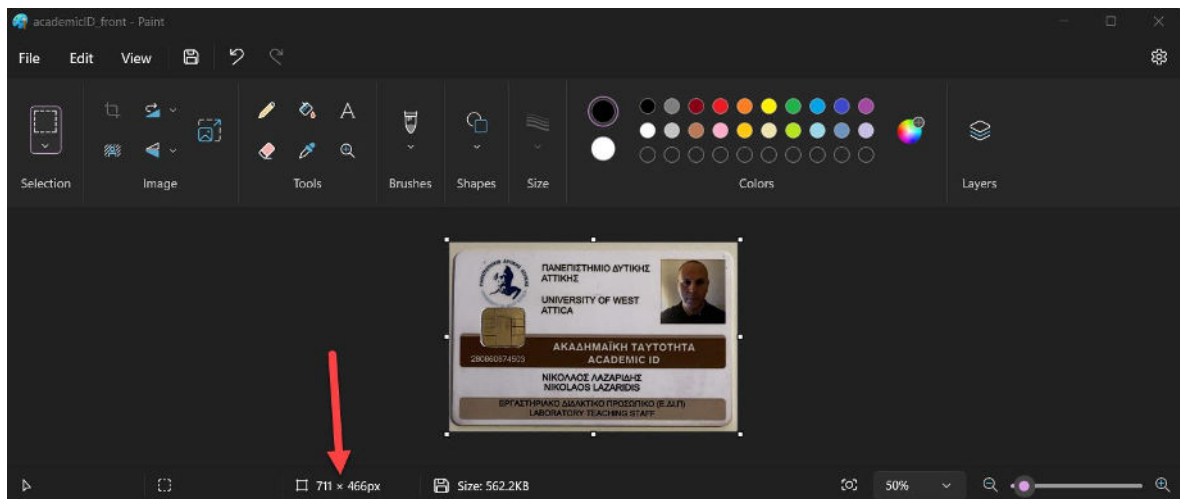 academicID_front - Paint
File Edit View
Selection Image Tools Brushes Shapes Size Colors Layers
ΠΑΝΕΠΙΣΤΗΜΙΟ ΔΥΤΙΚΗΣ
ΑΤΤΙΚΗΣ
UNIVERSITY OF WEST
ATTICA
ΑΚΑΔΗΜΑΪΚΗ ΤΑΥΤΟΤΗΤΑ
280860874503 ACADEMIC ID
ΝΙΚΟΛΑΟΣ ΛΑΖΑΡΙΔΗΣ
NIKOLAOS LAZARIDIS
ΕΡΓΑΣΤΗΡΙΑΚΟ ΔΙΔΑΚΤΙΚΟ ΠΡΟΣΩΠΙΚΟ (Ε.ΔΙ.Π)
LABORATORY TEACHING STAFF
711 × 466px Size: 562.2KB 50%